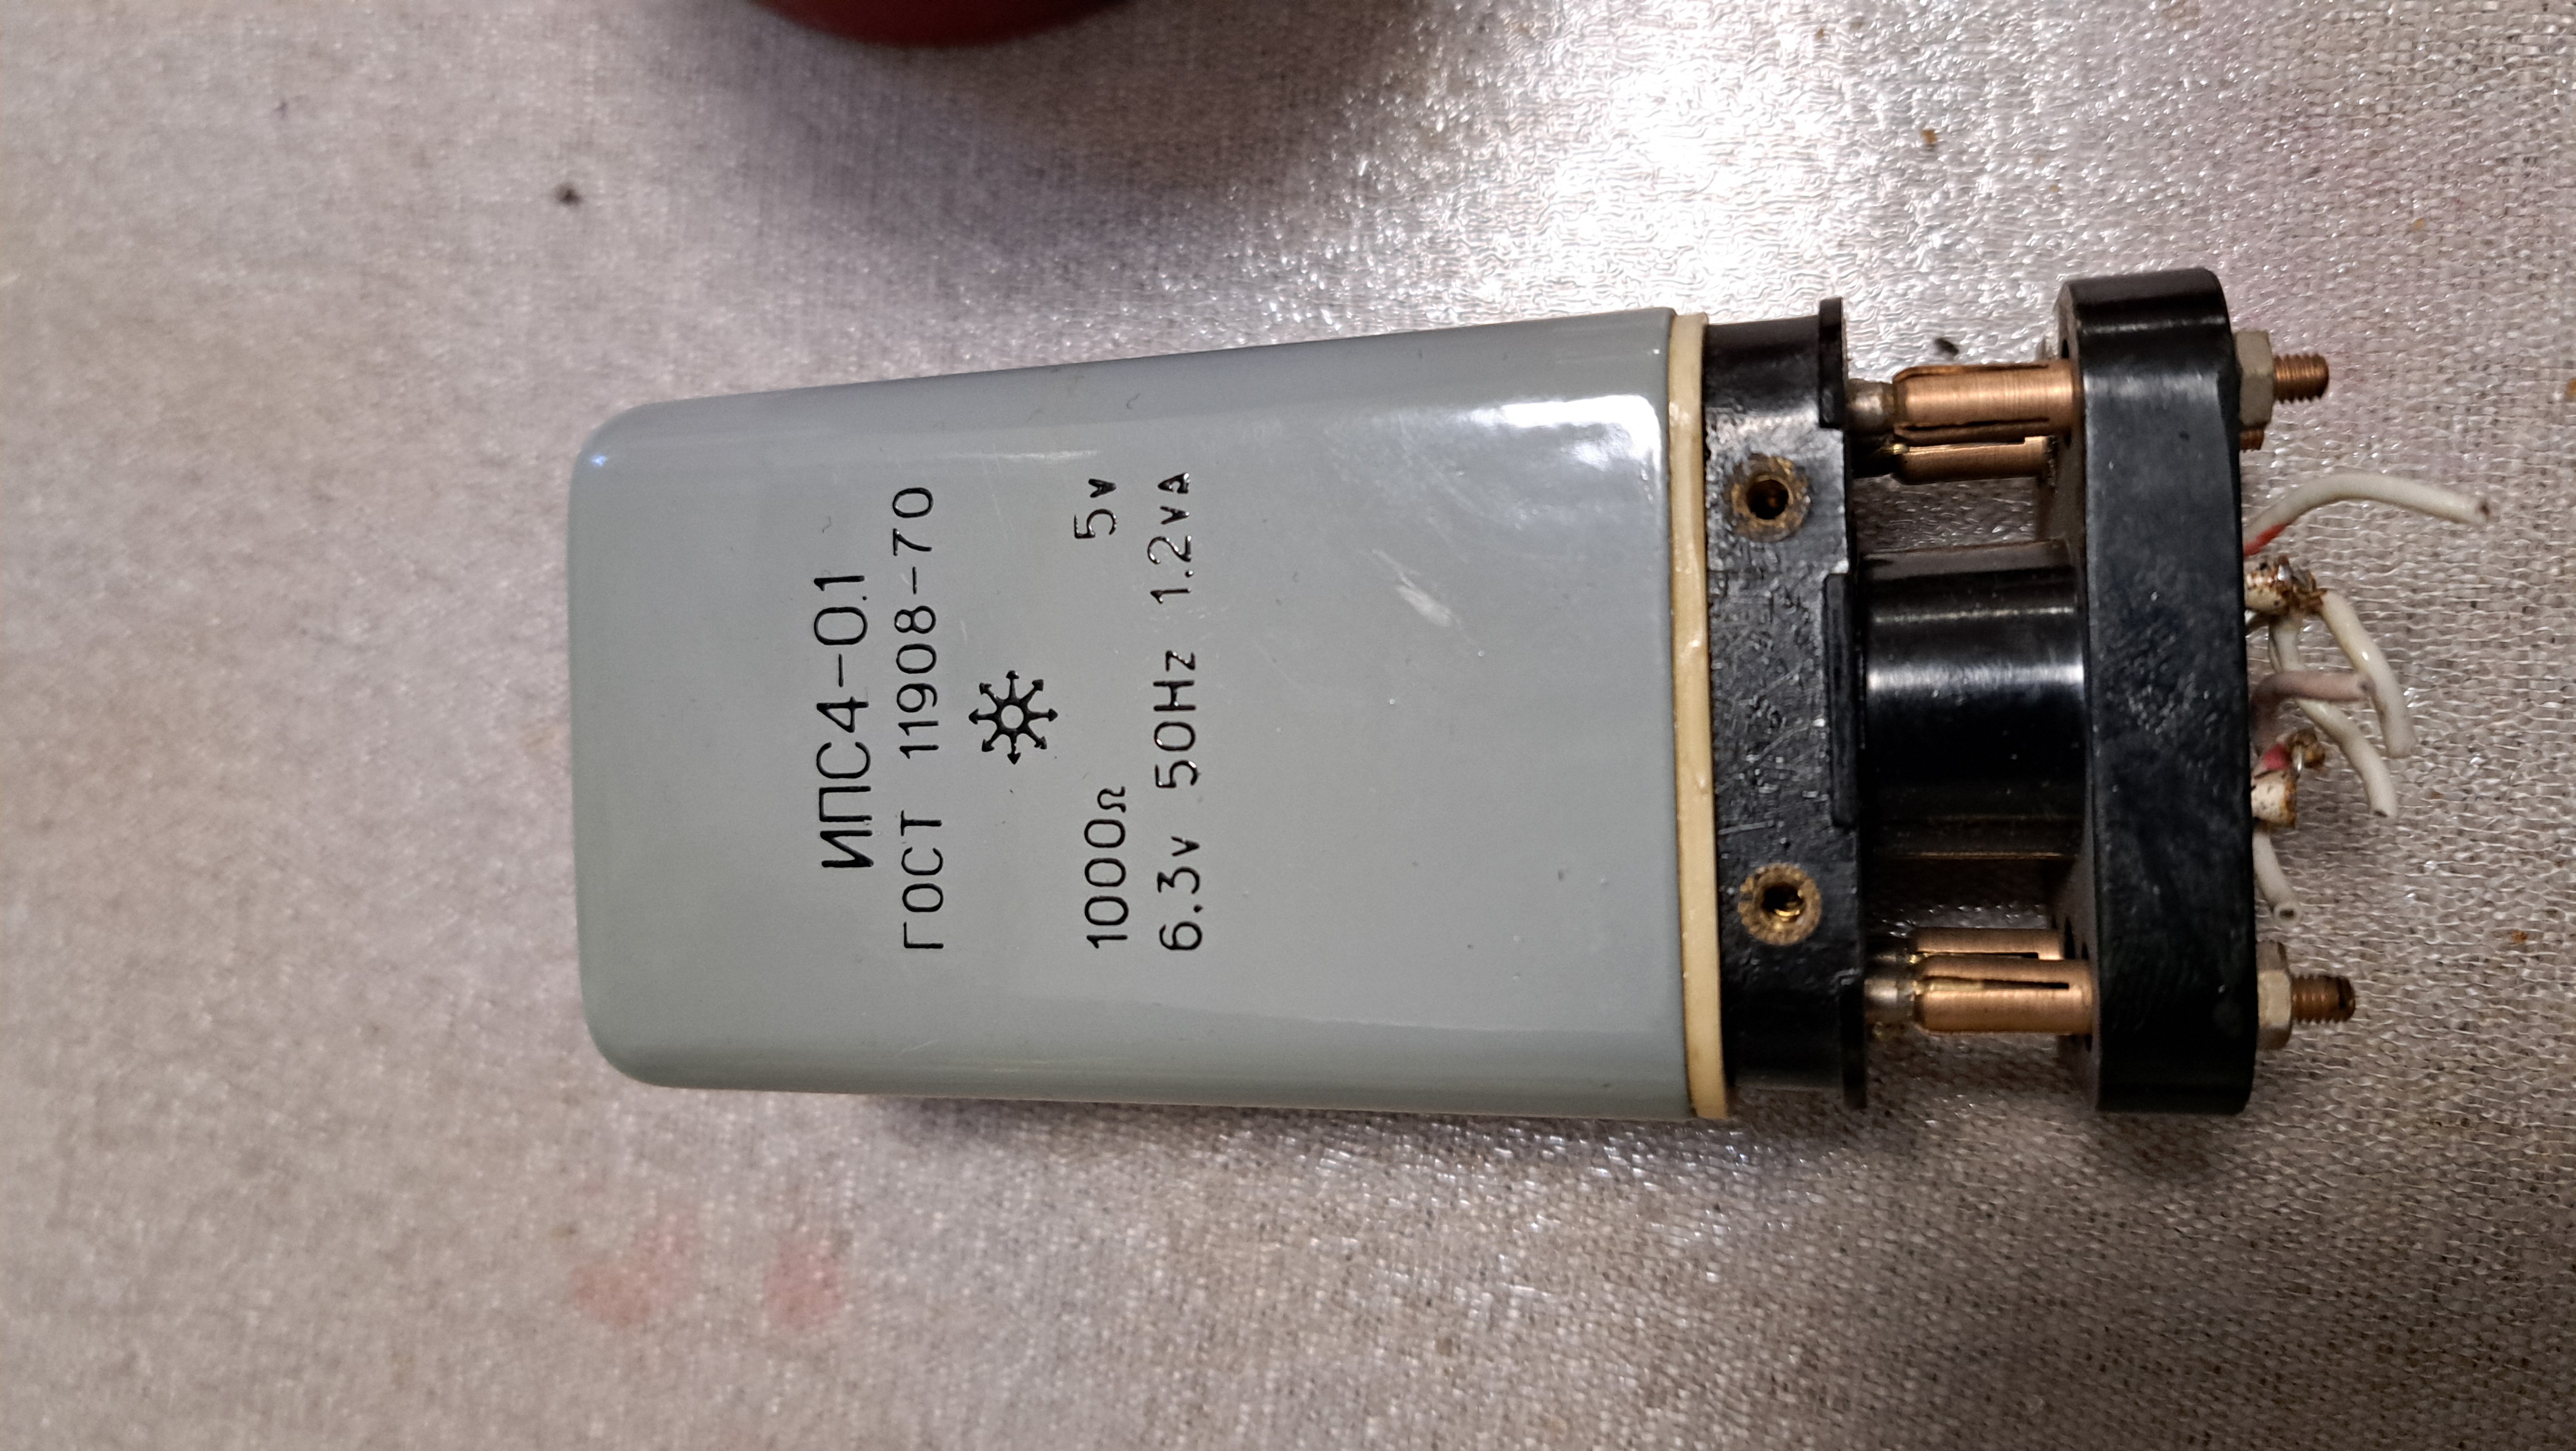 ИПС4-0.1
ГОСТ 11908-70
1000Ω 5v
6.3v 50Hz 1.2vA